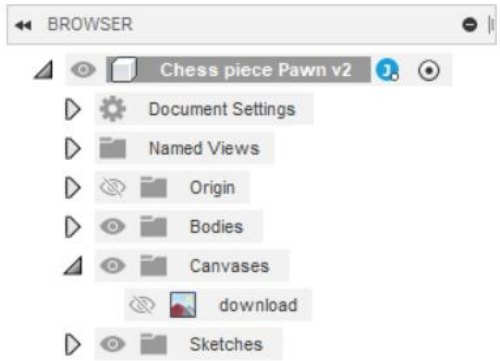 BROWSER
Chess piece Pawn v2 J
Document Settings
Named Views
Origin
Bodies
Canvases
download
Sketches